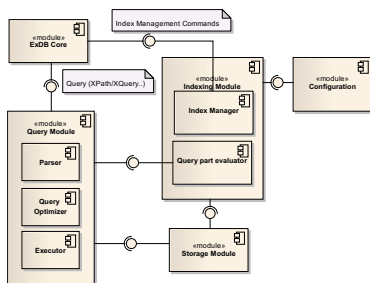 Index Management Commands
«module»
ExDB Core
Query (XPath/XQuery..)
«module»
Indexing Module
Index Manager
Query part evaluator
«module»
Configuration
«module»
Query Module
Parser
Query
Optimizer
Executor
«module»
Storage Module